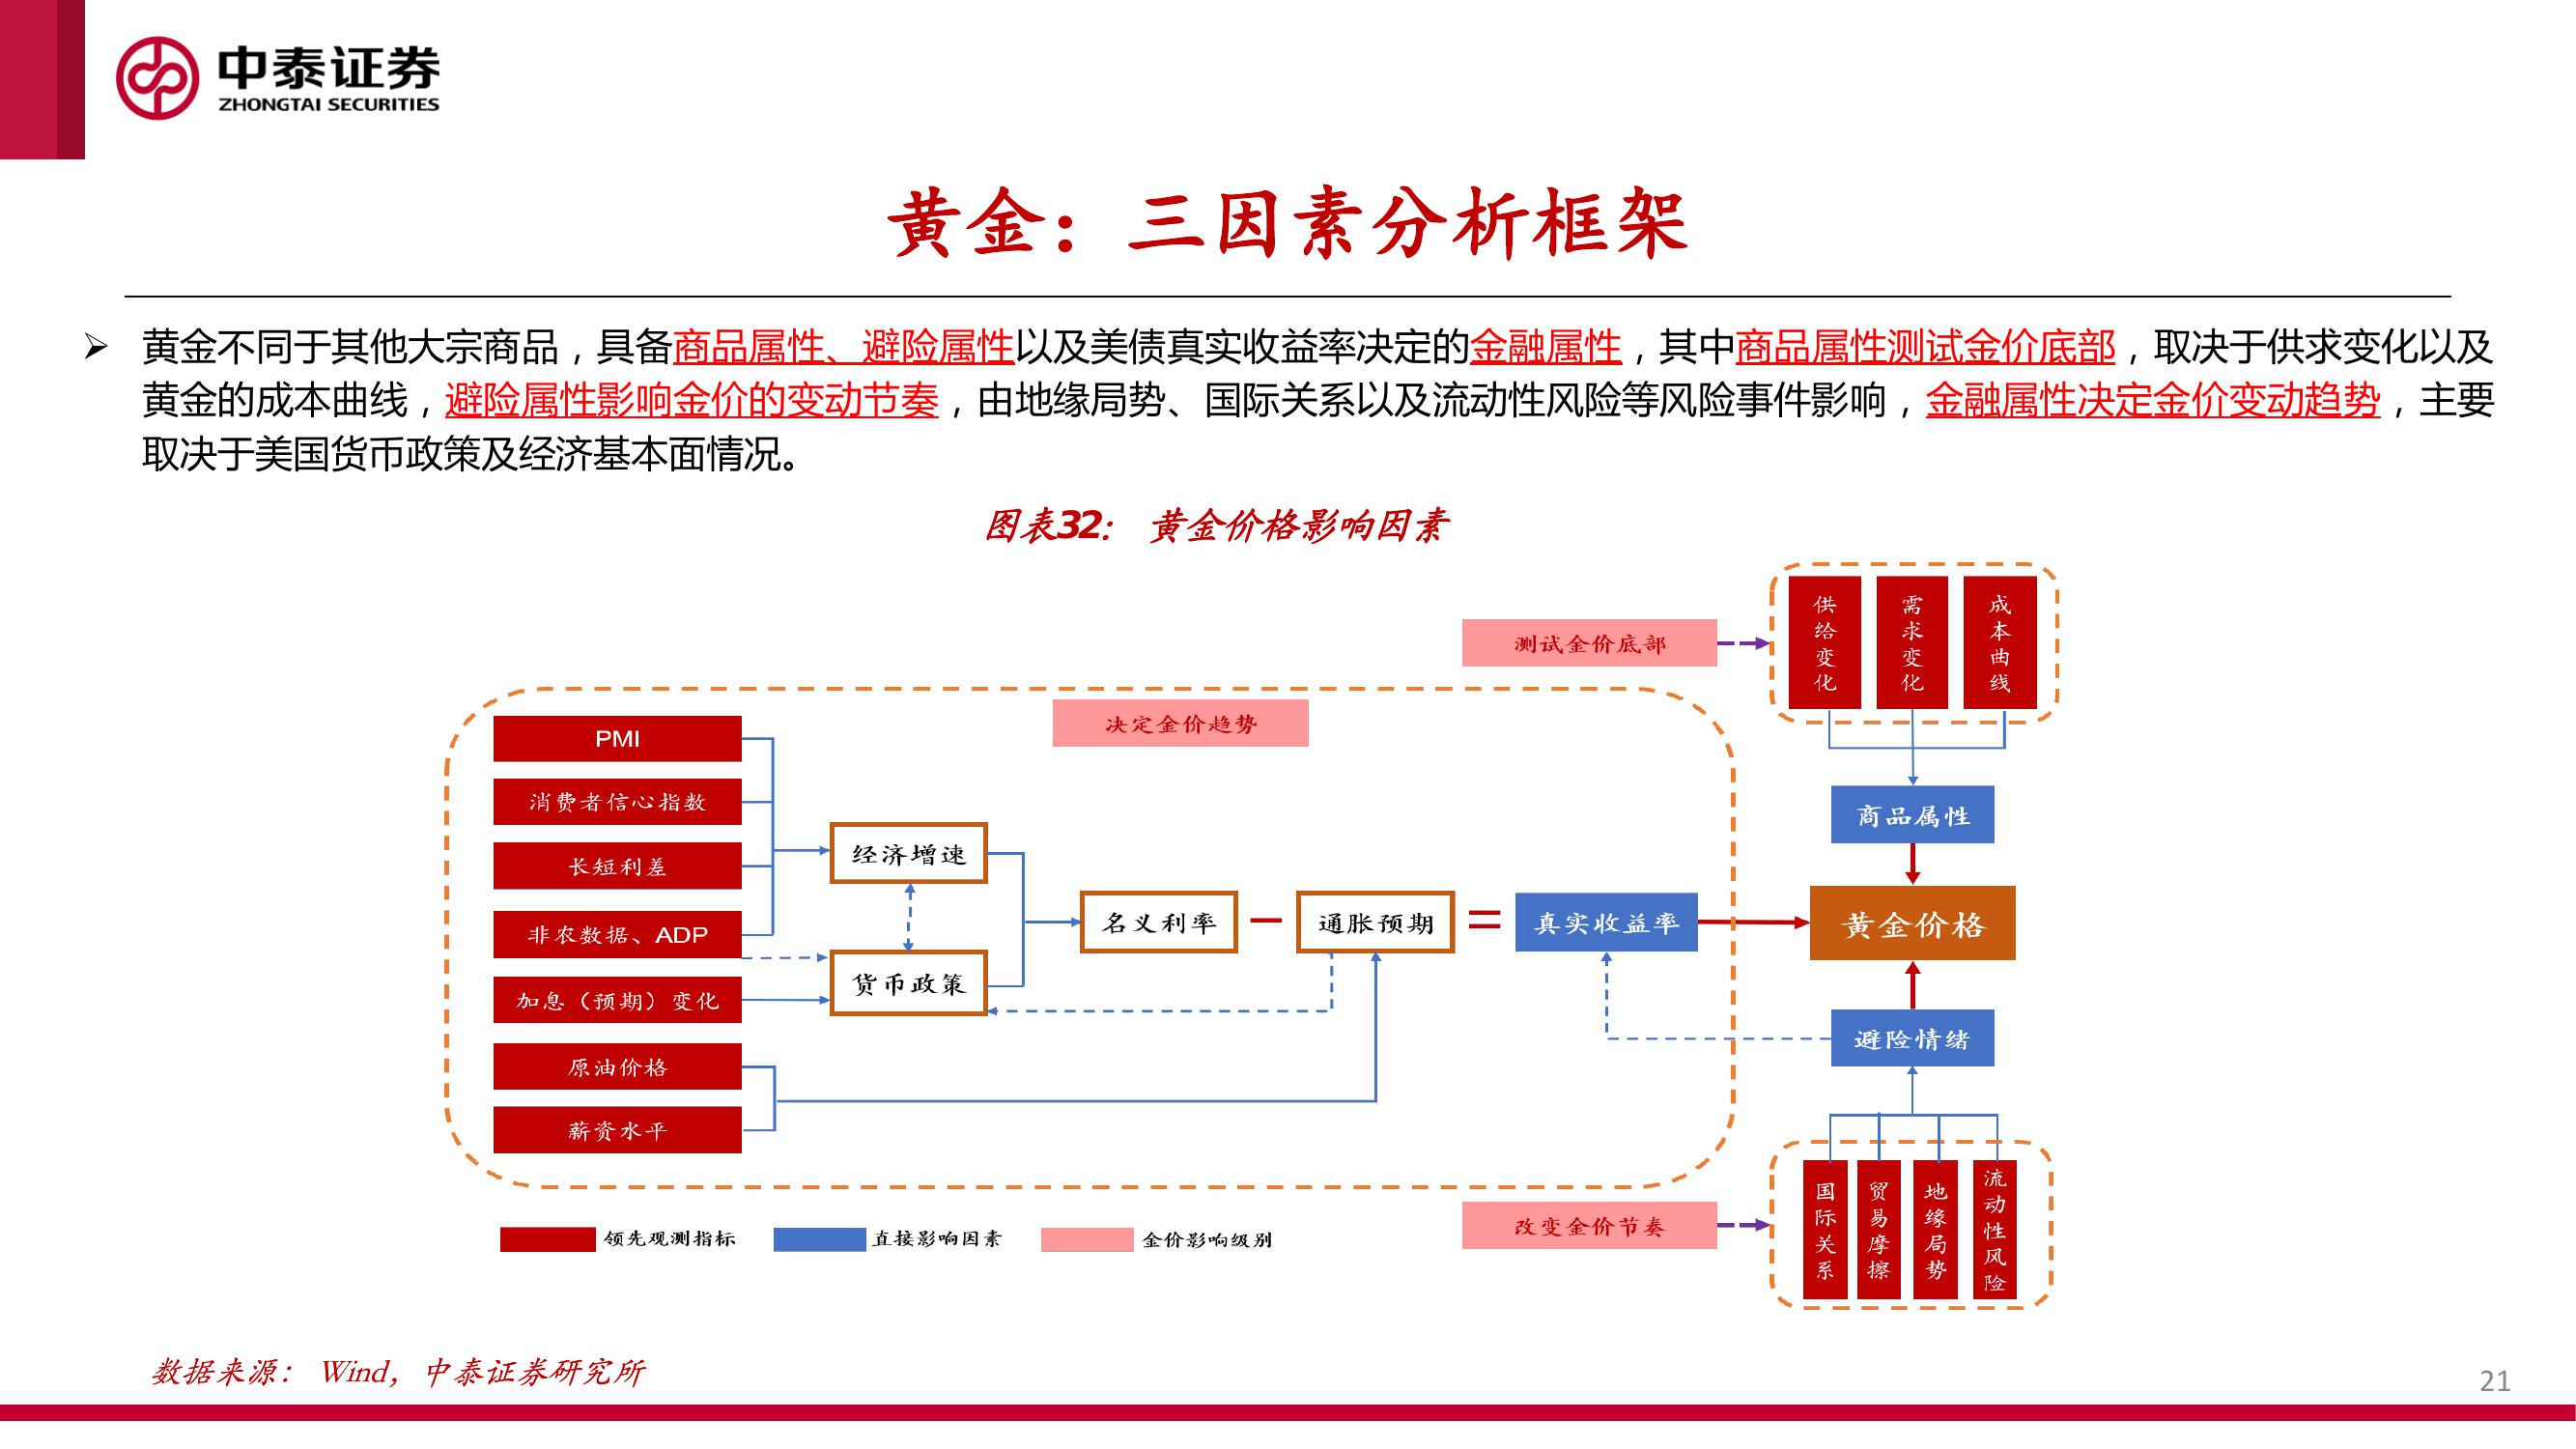 中泰证券
ZHONGTAI SECURITIES
黄金：三因素分析框架
➢ 黄金不同于其他大宗商品，具备商品属性、避险属性以及美债真实收益率决定的金融属性，其中商品属性测试金价底部，取决于供求变化以及
黄金的成本曲线，避险属性影响金价的变动节奏，由地缘局势、国际关系以及流动性风险等风险事件影响，金融属性决定金价变动趋势，主要
取决于美国货币政策及经济基本面情况。
图表32： 黄金价格影响因素
测试金价底部
供给变化
需求变化
成本曲线
决定金价趋势
PMI
消费者信心指数
长短利差
非农数据、ADP
加息（预期）变化
原油价格
薪资水平
经济增速
货币政策
名义利率
—
通胀预期
=
真实收益率
商品属性
黄金价格
避险情绪
改变金价节奏
国际关系
贸易摩擦
地缘局势
流动性风险
领先观测指标
直接影响因素
金价影响级别
数据来源： Wind，中泰证券研究所
21